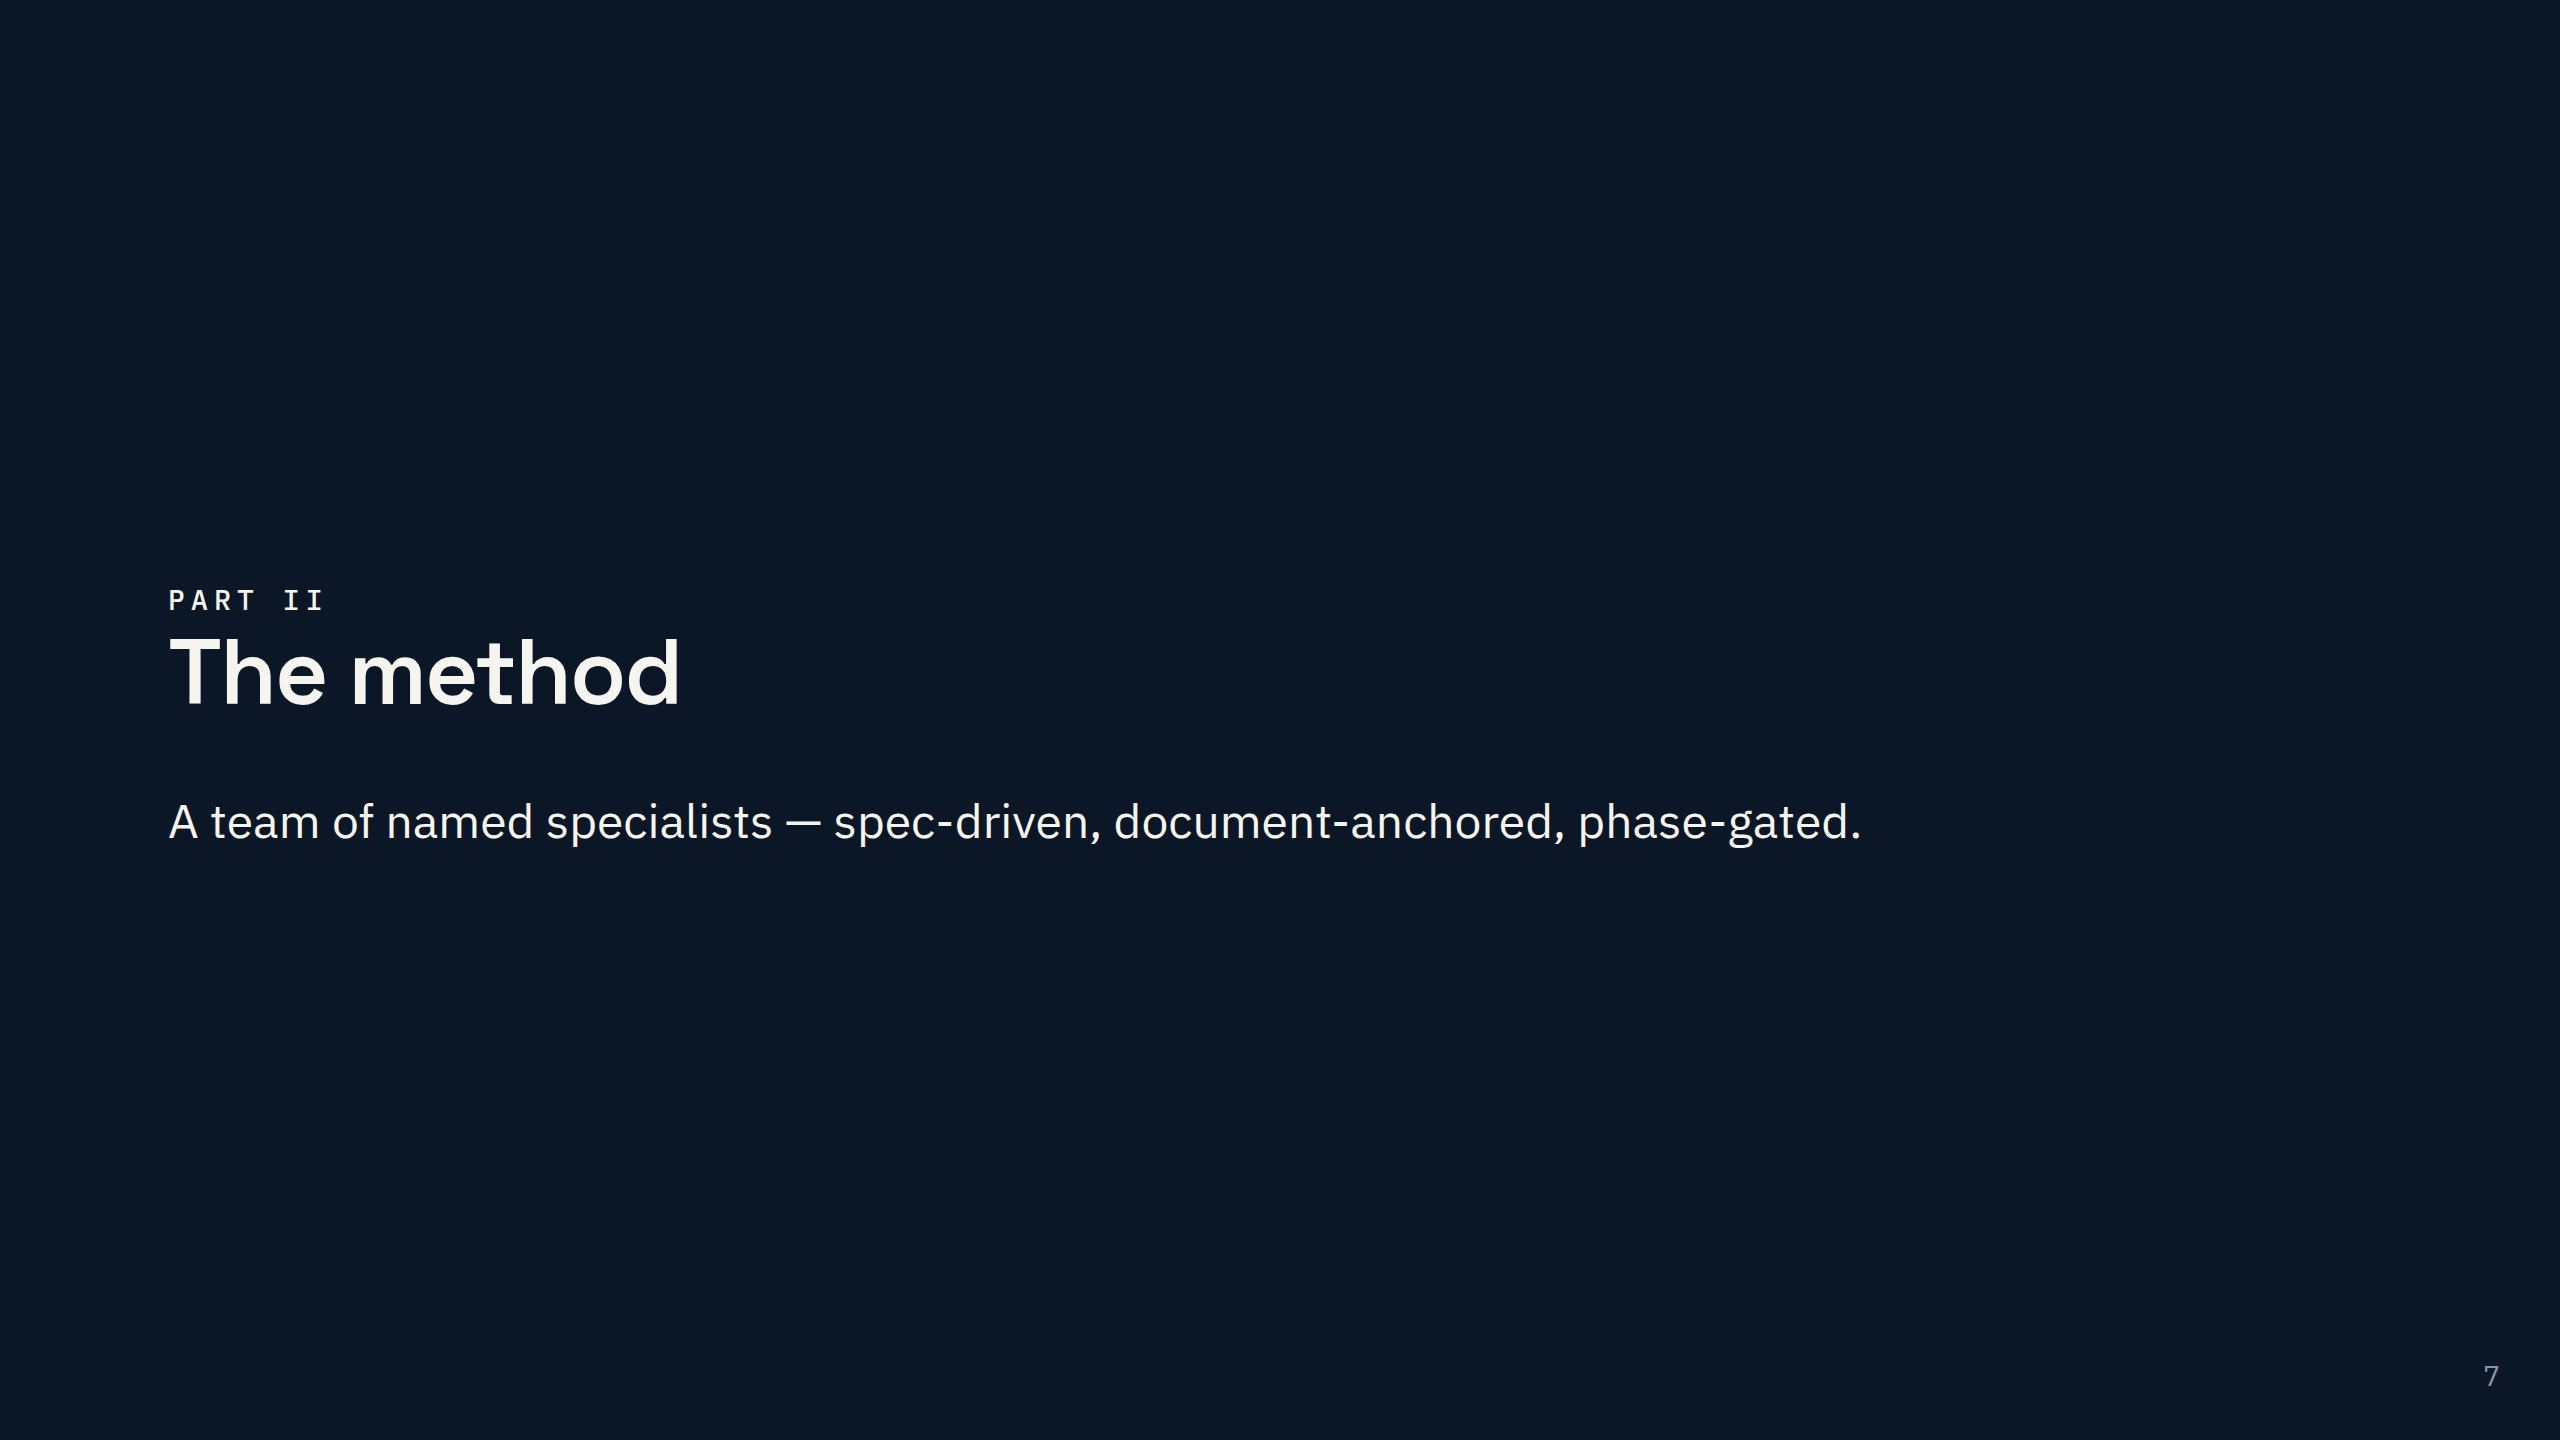 PART II
The method
A team of named specialists — spec-driven, document-anchored, phase-gated.
7